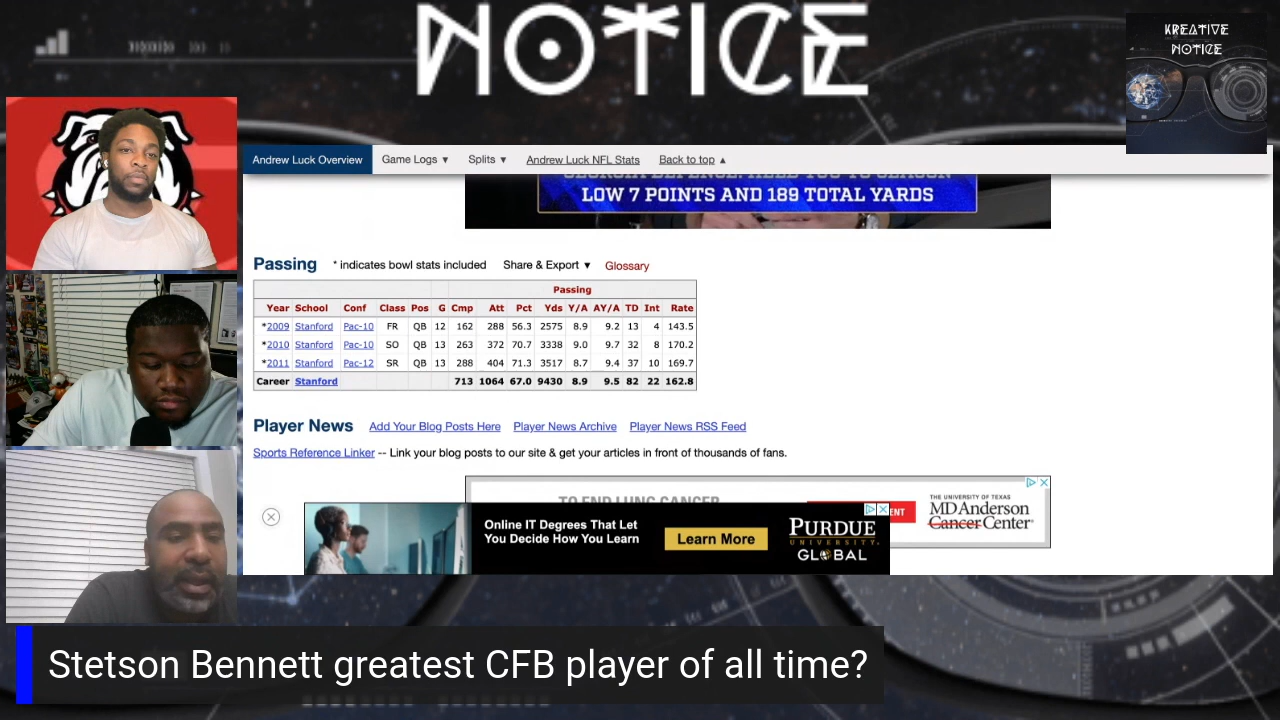 NOTICE
KREATIVE
NOTICE
Andrew Luck Overview Game Logs ▼ Splits ▼ Andrew Luck NFL Stats Back to top ▲
LOW 7 POINTS AND 189 TOTAL YARDS
Passing * indicates bowl stats included Share & Export ▼ Glossary
Passing
Year School Conf Class Pos G Cmp Att Pct Yds Y/A AY/A TD Int Rate
*2009 Stanford Pac-10 FR QB 12 162 288 56.3 2575 8.9 9.2 13 4 143.5
*2010 Stanford Pac-10 SO QB 13 263 372 70.7 3338 9.0 9.7 32 8 170.2
*2011 Stanford Pac-12 SR QB 13 288 404 71.3 3517 8.7 9.4 37 10 169.7
Career Stanford 713 1064 67.0 9430 8.9 9.5 82 22 162.8
Player News Add Your Blog Posts Here Player News Archive Player News RSS Feed
Sports Reference Linker -- Link your blog posts to our site & get your articles in front of thousands of fans.
TO END LUNG CANCER
THE UNIVERSITY OF TEXAS
MD Anderson
Cancer Center
Online IT Degrees That Let
You Decide How You Learn
Learn More
PURDUE
UNIVERSITY
GLOBAL
Stetson Bennett greatest CFB player of all time?